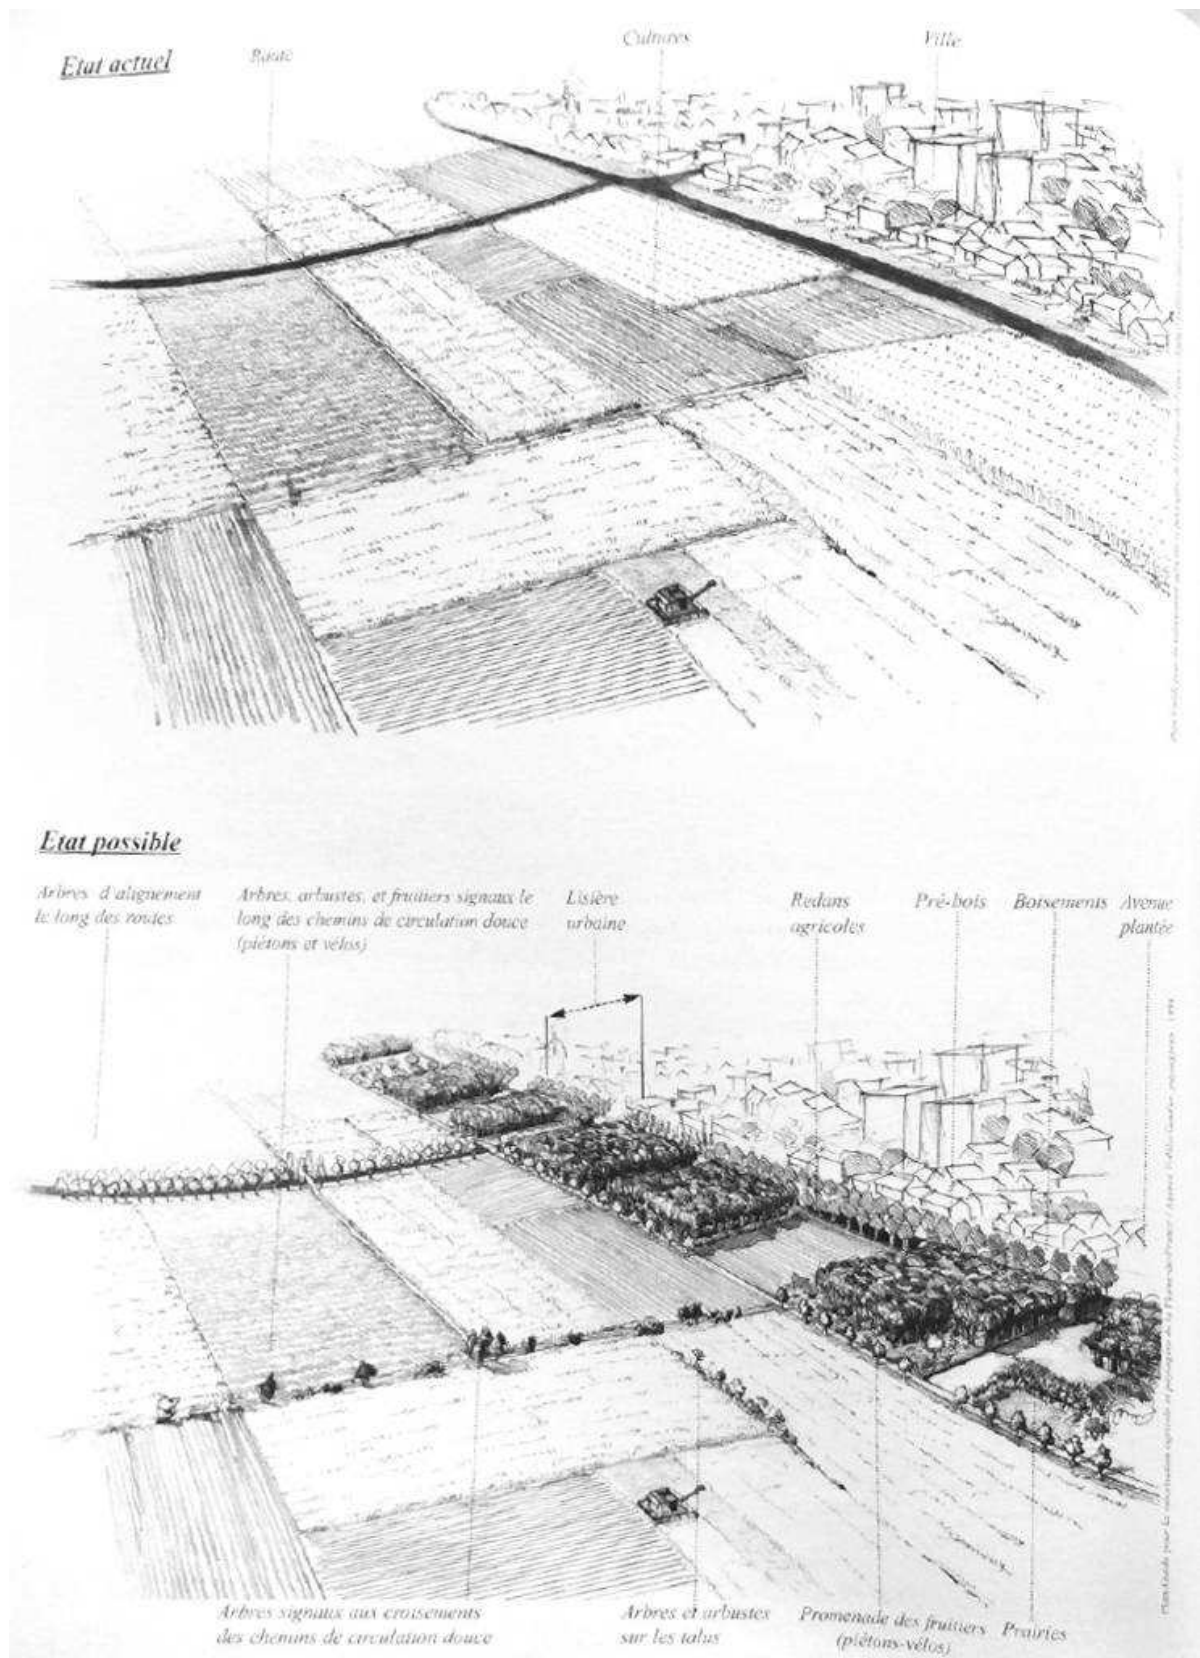 Etat actuel
Route
Cultures
Ville
Etat possible
Arbres d'alignement
le long des routes
Arbres, arbustes, et fruitiers signaux le
long des chemins de circulation douce
(piétons et vélos)
Lisière
urbaine
Redans
agricoles
Pré-bois
Boisements
Avenue
plantée
Arbres signaux aux croisements
des chemins de circulation douce
Arbres et arbustes
sur les talus
Promenade des fruitiers
(piétons-vélos)
Prairies